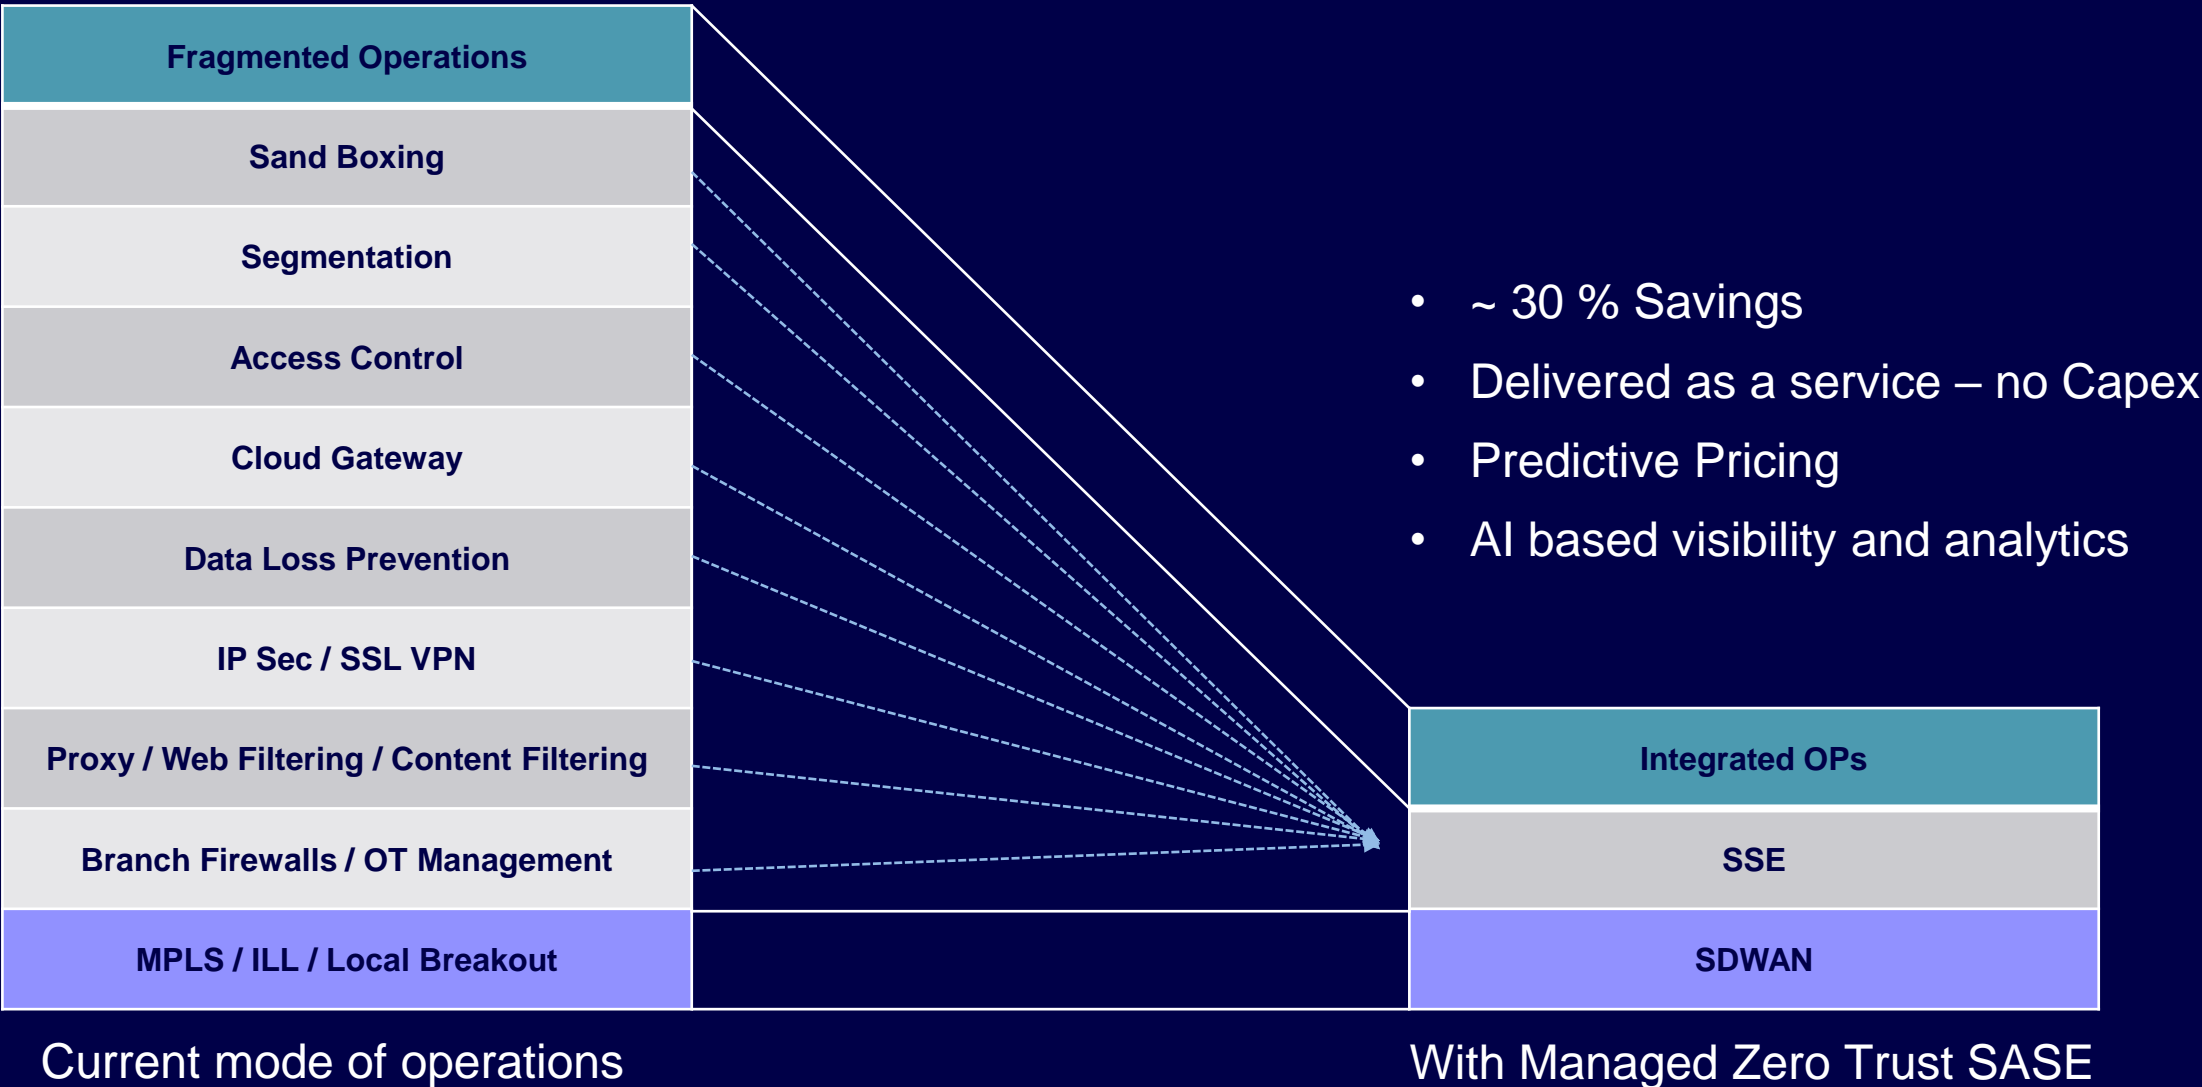 Fragmented Operations
Sand Boxing
Segmentation
Access Control
Cloud Gateway
Data Loss Prevention
IP Sec / SSL VPN
Proxy / Web Filtering / Content Filtering
Branch Firewalls / OT Management
MPLS / ILL / Local Breakout
Current mode of operations
• ~ 30 % Savings
• Delivered as a service – no Capex
• Predictive Pricing
• AI based visibility and analytics
Integrated OPs
SSE
SDWAN
With Managed Zero Trust SASE